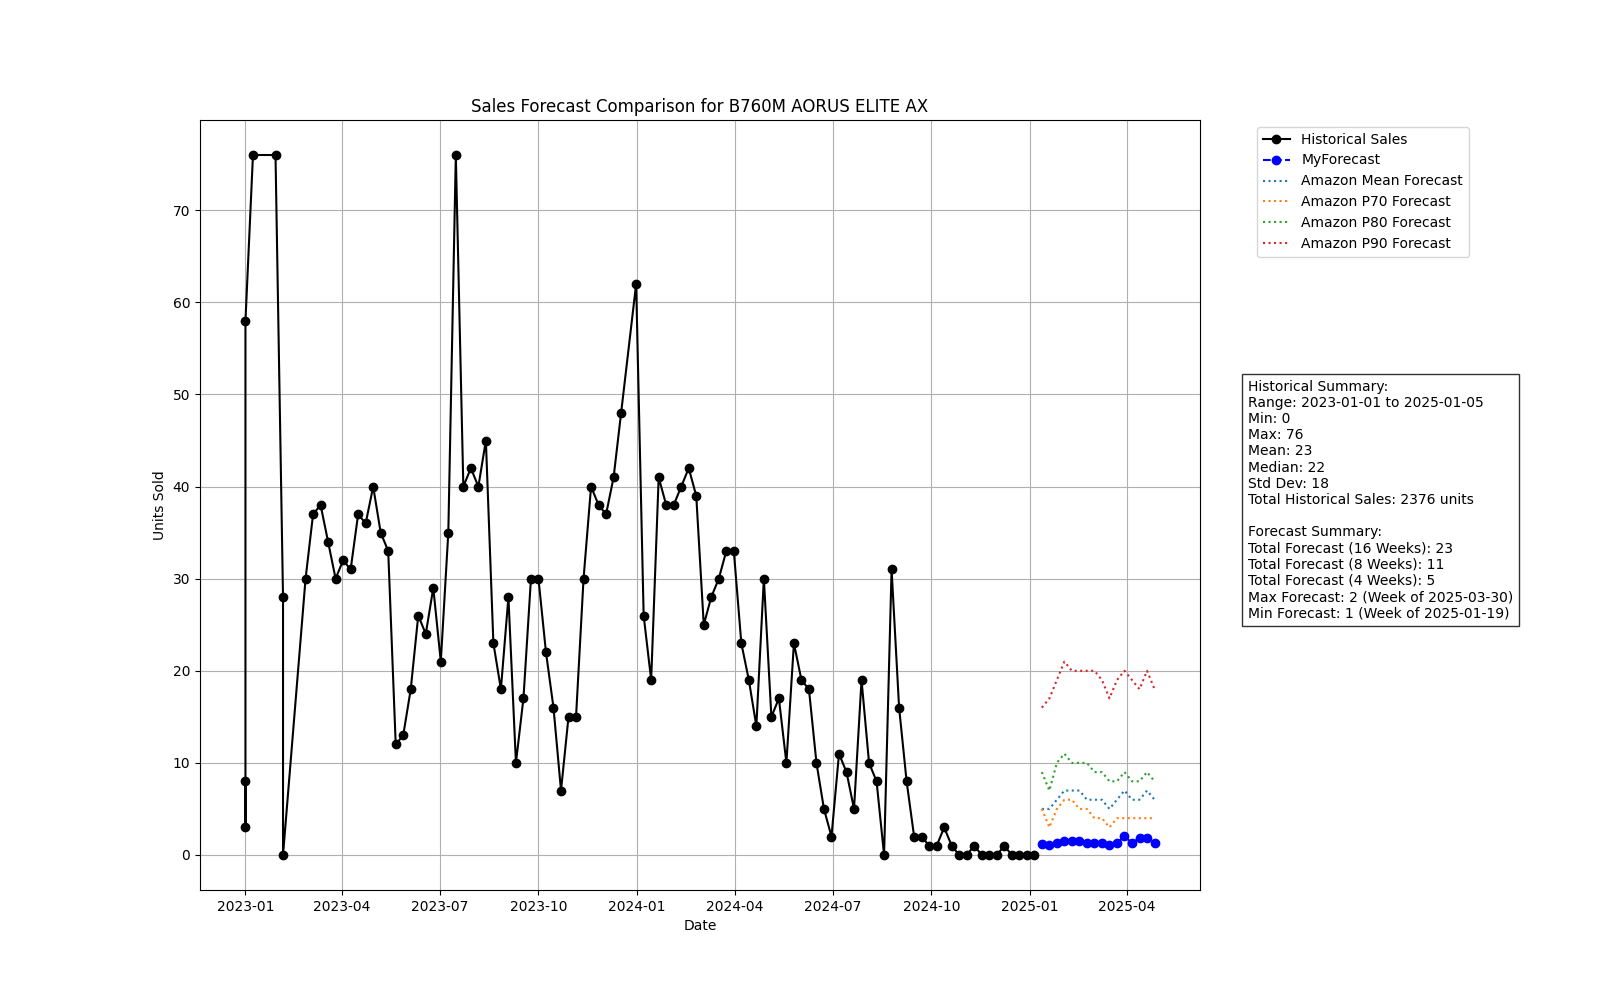 Sales Forecast Comparison for B760M AORUS ELITE AX
Units Sold
70
60
50
40
30
20
10
0
2023-01 2023-04 2023-07 2023-10 2024-01 2024-04 2024-07 2024-10 2025-01 2025-04
Date
Historical Sales
MyForecast
Amazon Mean Forecast
Amazon P70 Forecast
Amazon P80 Forecast
Amazon P90 Forecast
Historical Summary:
Range: 2023-01-01 to 2025-01-05
Min: 0
Max: 76
Mean: 23
Median: 22
Std Dev: 18
Total Historical Sales: 2376 units
Forecast Summary:
Total Forecast (16 Weeks): 23
Total Forecast (8 Weeks): 11
Total Forecast (4 Weeks): 5
Max Forecast: 2 (Week of 2025-03-30)
Min Forecast: 1 (Week of 2025-01-19)